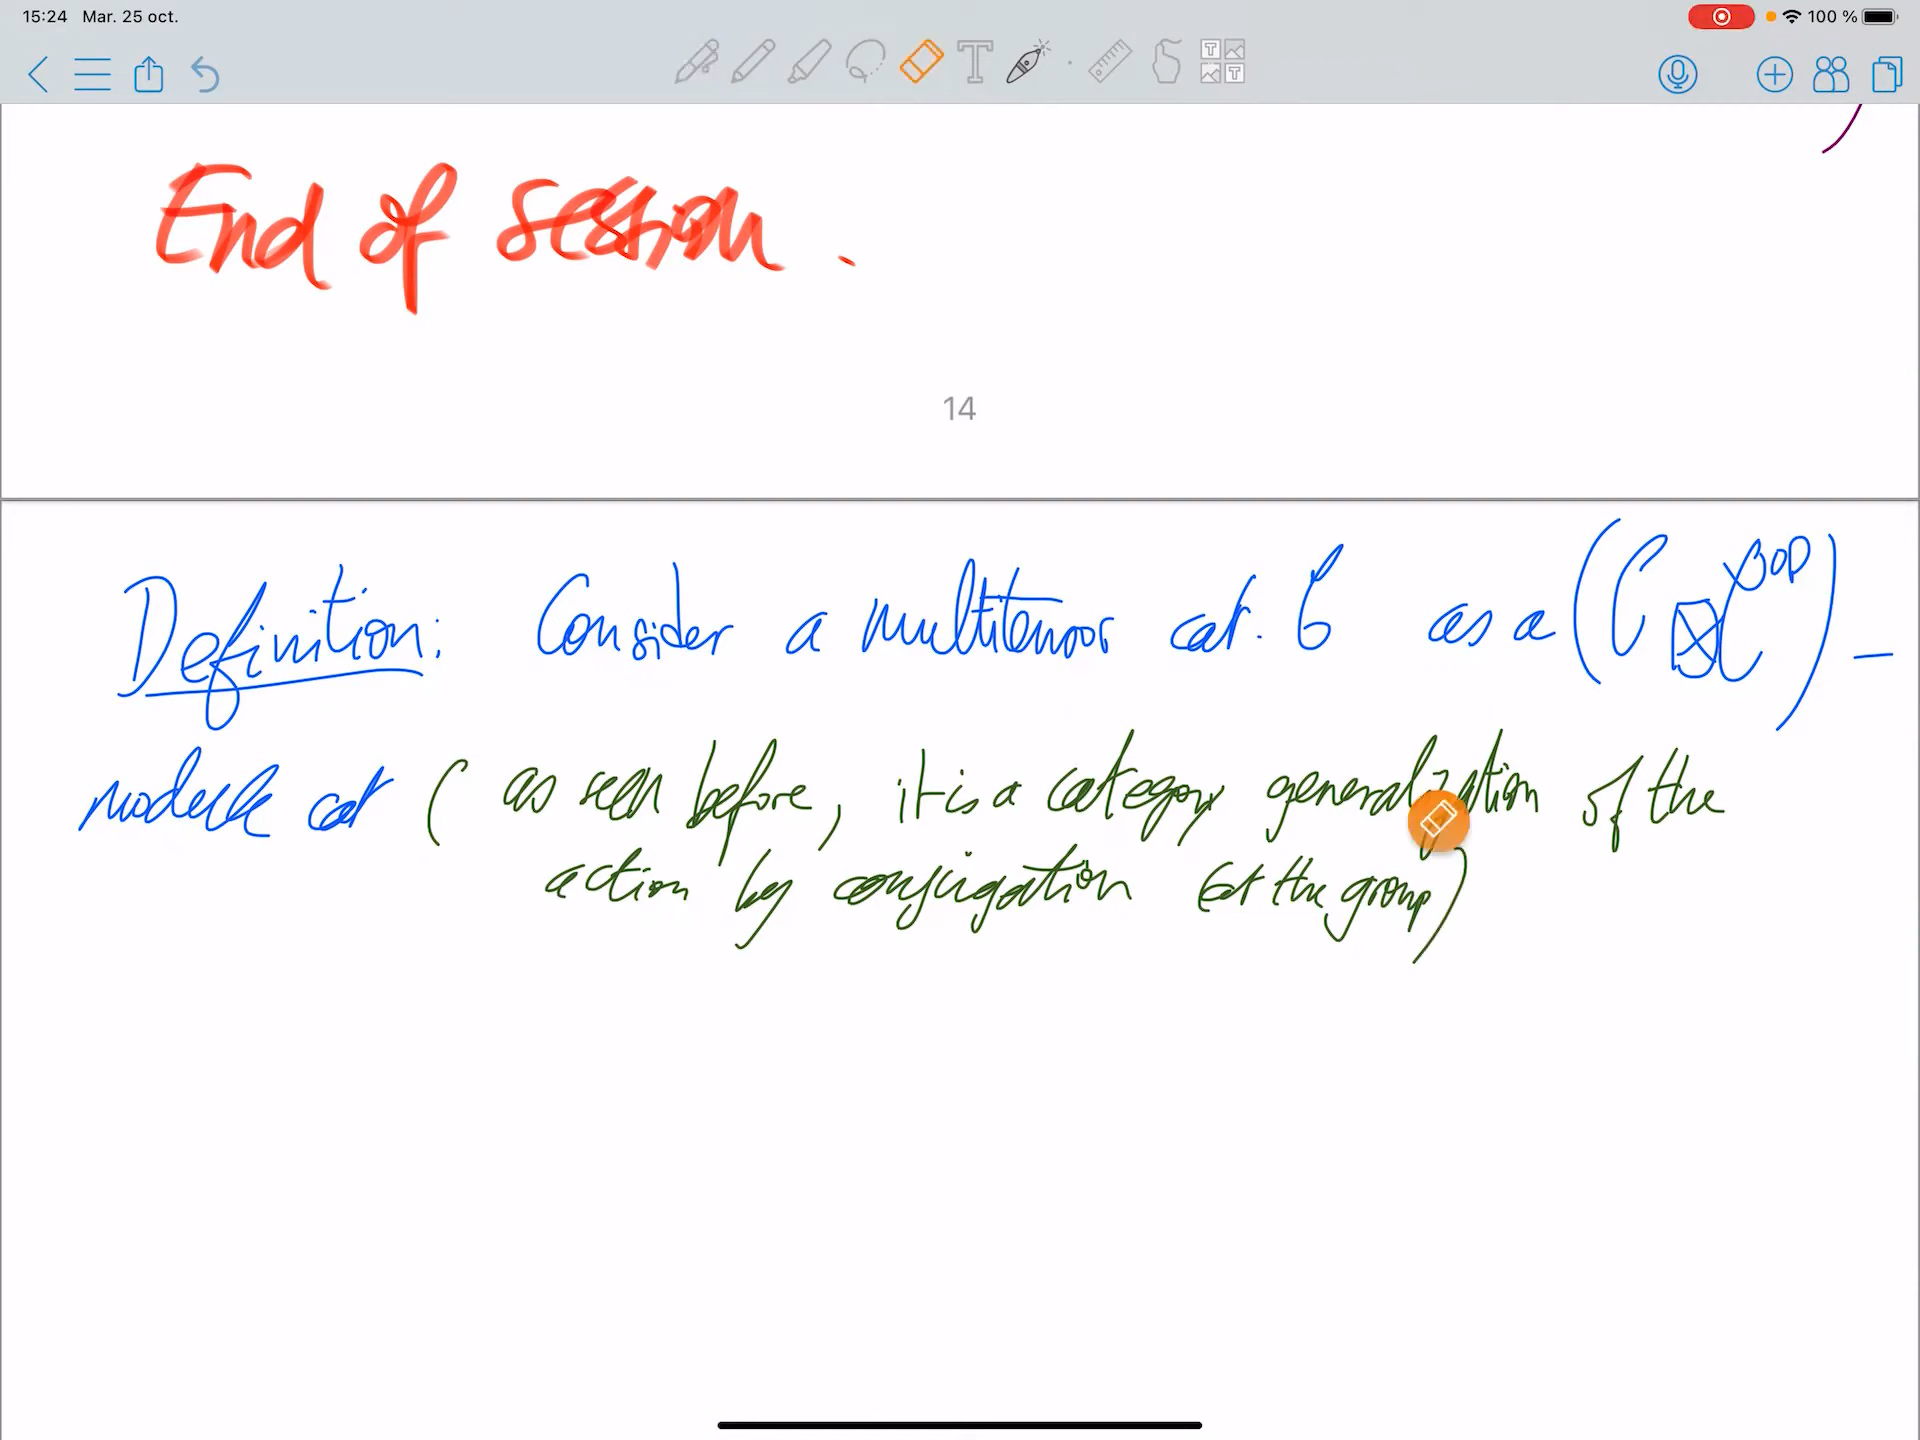 15:24 Mar. 25 oct. 100 %
End of session.
14
Definition: Consider a multitensor cat. C as a (C ⊠ C^⊗op) –
module cat ( as seen before, it is a category generalization of the
action by conjugation of the group)